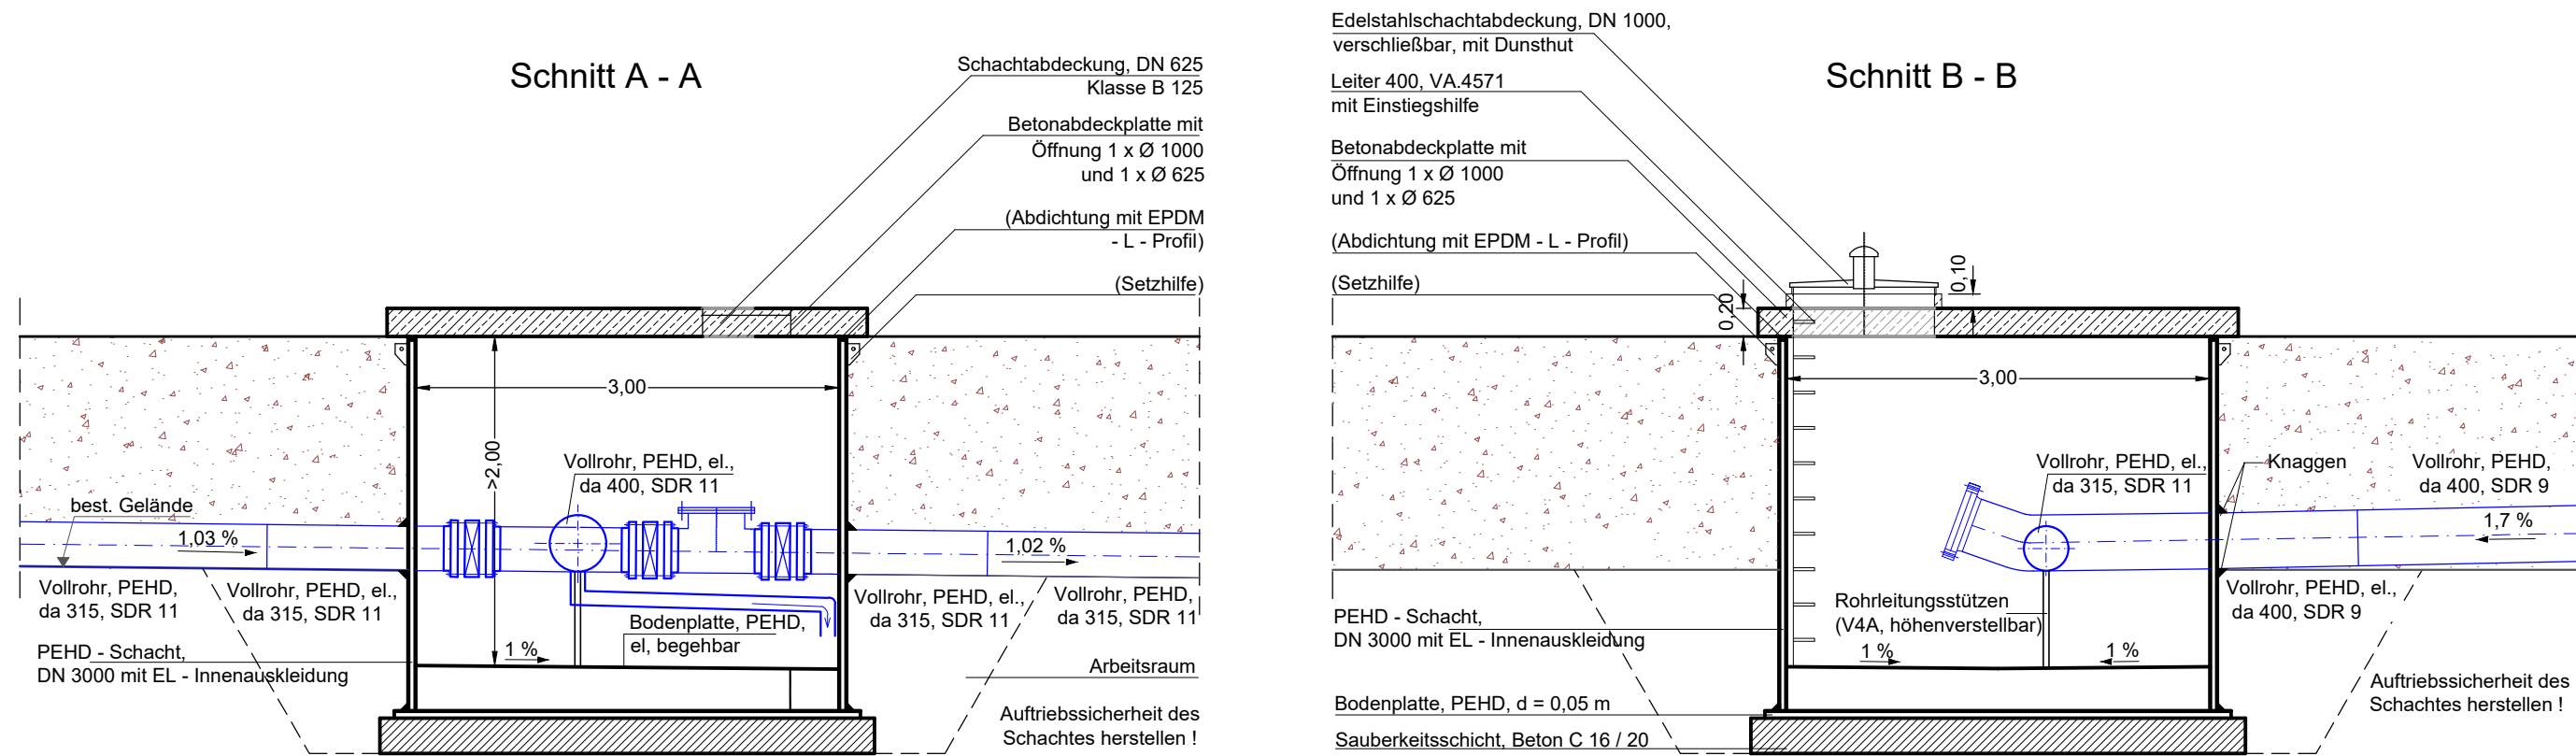 Schnitt A - A
Schachtabdeckung, DN 625
Klasse B 125
Betonabdeckplatte mit
Öffnung 1 x Ø 1000
und 1 x Ø 625
(Abdichtung mit EPDM
- L - Profil)
(Setzhilfe)
3,00
>2,00
Vollrohr, PEHD, el.,
da 400, SDR 11
best. Gelände
1,03 %
1,02 %
Vollrohr, PEHD,
da 315, SDR 11
Vollrohr, PEHD, el.,
da 315, SDR 11
Vollrohr, PEHD, el.,
da 315, SDR 11
Vollrohr, PEHD,
da 315, SDR 11
Bodenplatte, PEHD,
el, begehbar
1 %
PEHD - Schacht,
DN 3000 mit EL - Innenauskleidung
Arbeitsraum
Auftriebssicherheit des
Schachtes herstellen !
Schnitt B - B
Edelstahlschachtabdeckung, DN 1000,
verschließbar, mit Dunsthut
Leiter 400, VA.4571
mit Einstiegshilfe
Betonabdeckplatte mit
Öffnung 1 x Ø 1000
und 1 x Ø 625
(Abdichtung mit EPDM - L - Profil)
(Setzhilfe)
0,20
0,10
3,00
Vollrohr, PEHD, el.,
da 315, SDR 11
Knaggen
Vollrohr, PEHD,
da 400, SDR 9
1,7 %
Vollrohr, PEHD, el.,
da 400, SDR 9
Rohrleitungsstützen
(V4A, höhenverstellbar)
1 %
1 %
PEHD - Schacht,
DN 3000 mit EL - Innenauskleidung
Bodenplatte, PEHD, d = 0,05 m
Sauberkeitsschicht, Beton C 16 / 20
Auftriebssicherheit des
Schachtes herstellen !